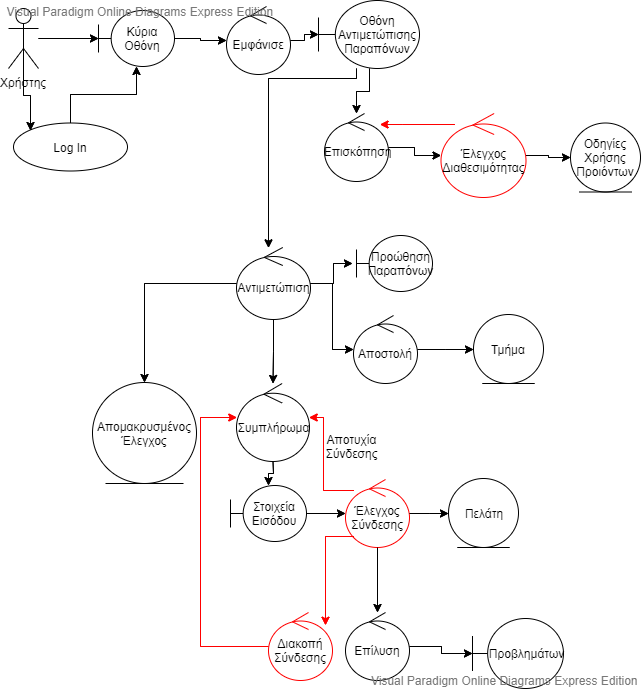 Visual Paradigm Online Diagrams Express Edition
Κύρια
Οθόνη
Εμφάνισε
Οθόνη
Αντιμετώπισης
Παραπόνων
Χρήστης
Log In
Επισκόπηση
Έλεγχος
Διαθεσιμότητας
Οδηγίες
Χρήσης
Προιόντων
Προώθηση
Παραπόνων
Αντιμετώπιση
Αποστολή
Τμήμα
Απομακρυσμένος
Έλεγχος
Συμπλήρωμα
Αποτυχία
Σύνδεσης
Στοιχεία
Εισόδου
Έλεγχος
Σύνδεσης
Πελάτη
Διακοπή
Σύνδεσης
Επίλυση
Προβλημάτων
Visual Paradigm Online Diagrams Express Edition